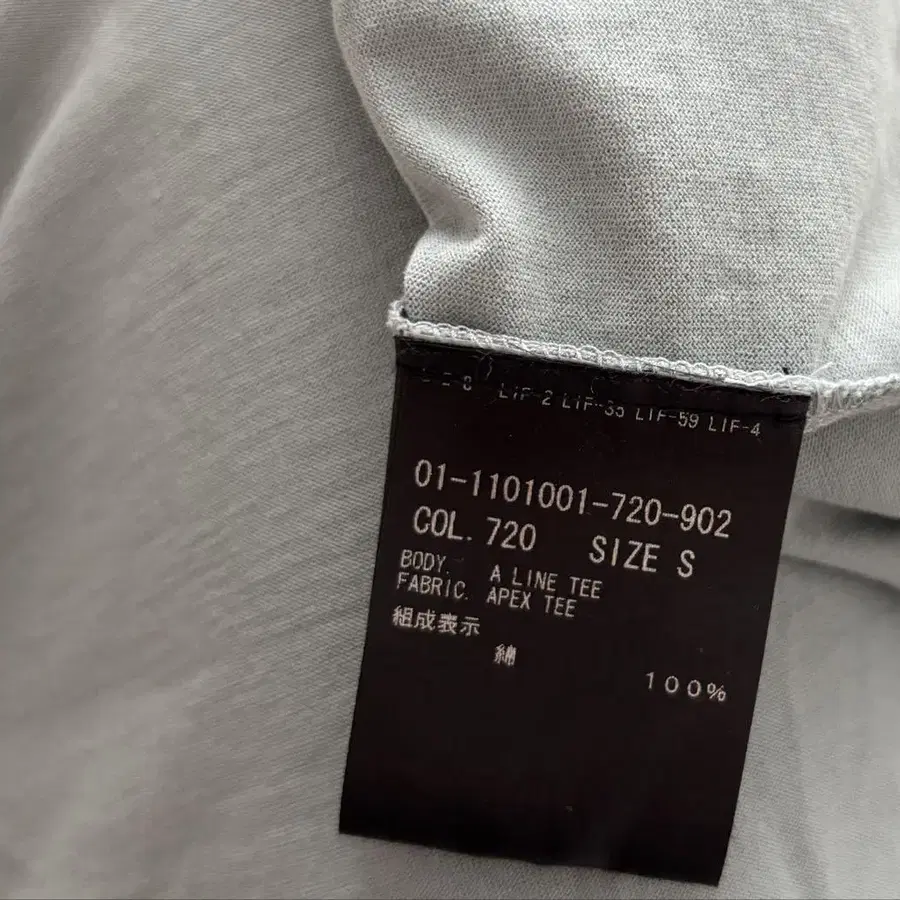 LIF-2 LIF-35 LIF-59 LIF-4
01-1101001-720-902
COL. 720 SIZE S
BODY. A LINE TEE
FABRIC. APEX TEE
組成表示
綿
100%